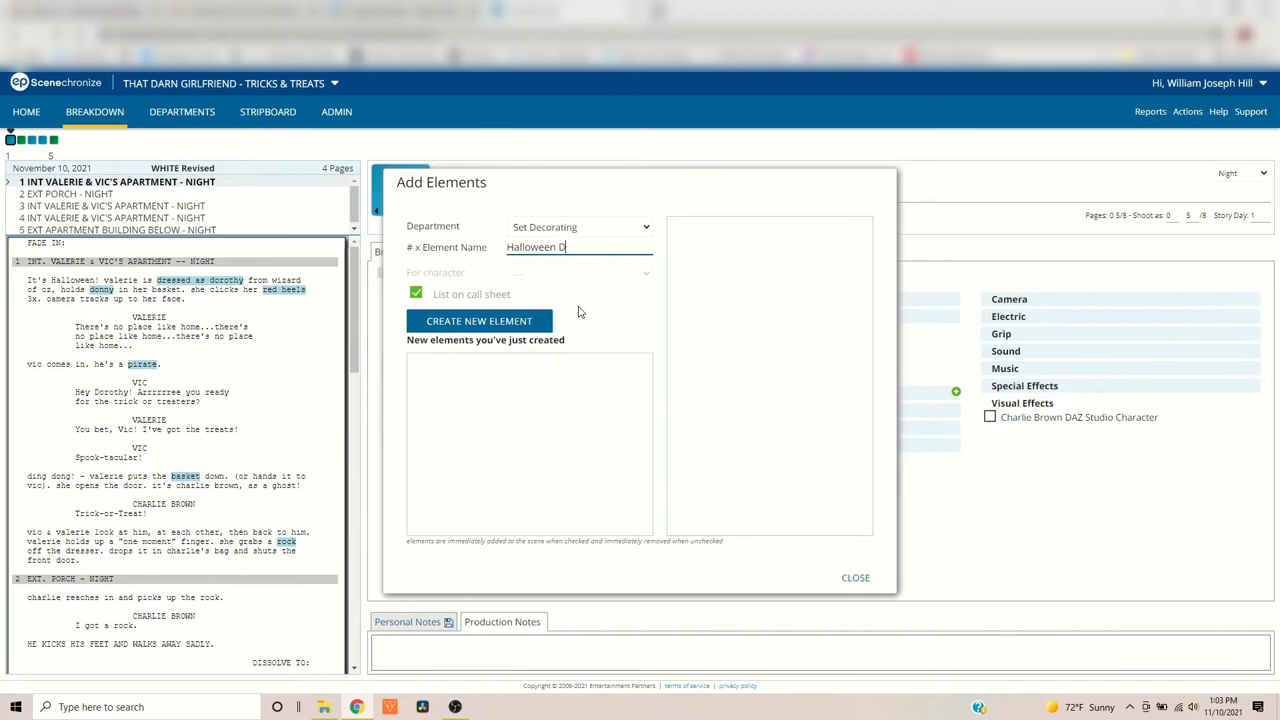 ep Scenechronize THAT DARN GIRLFRIEND - TRICKS & TREATS Hi, William Joseph Hill
HOME BREAKDOWN DEPARTMENTS STRIPBOARD ADMIN Reports Actions Help Support
1 5
November 10, 2021 WHITE Revised 4 Pages
1 INT VALERIE & VIC'S APARTMENT - NIGHT
2 EXT PORCH - NIGHT
3 INT VALERIE & VIC'S APARTMENT - NIGHT
4 INT VALERIE & VIC'S APARTMENT - NIGHT
5 EXT APARTMENT BUILDING BELOW - NIGHT
FADE IN:
1 INT. VALERIE & VIC'S APARTMENT -- NIGHT
It's Halloween! valerie is dressed as dorothy from wizard
of oz, holds donny in her basket. she clicks her red heels
3x. camera tracks up to her face.
VALERIE
There's no place like home...there's
no place like home...there's no place
like home...
vic comes in. he's a pirate.
VIC
Hey Dorothy! Arrrrrree you ready
for the trick or treaters?
VALERIE
You bet, Vic! I've got the treats!
VIC
Spook-tacular!
ding dong! - valerie puts the basket down. (or hands it to
vic). she opens the door. it's charlie brown, as a ghost!
CHARLIE BROWN
Trick-or-Treat!
vic & valerie look at him, at each other, then back to him.
valerie holds up a "one moment" finger. she grabs a rock
off the dresser. drops it in charlie's bag and shuts the
front door.
2 EXT. PORCH - NIGHT
charlie reaches in and picks up the rock.
CHARLIE BROWN
I got a rock.
HE KICKS HIS FEET AND WALKS AWAY SADLY.
DISSOLVE TO:
Add Elements
Department Set Decorating
# x Element Name Halloween D
For character ...
List on call sheet
CREATE NEW ELEMENT
New elements you've just created
elements are immediately added to the scene when checked and immediately removed when unchecked
CLOSE
Night
Pages: 0 5/8 - Shoot as: 0 5 /8 Story Day: 1
Camera
Electric
Grip
Sound
Music
Special Effects
Visual Effects
Charlie Brown DAZ Studio Character
Personal Notes Production Notes
Copyright © 2006-2021 Entertainment Partners | terms of service | privacy policy
Type here to search 72°F Sunny 1:03 PM
11/10/2021